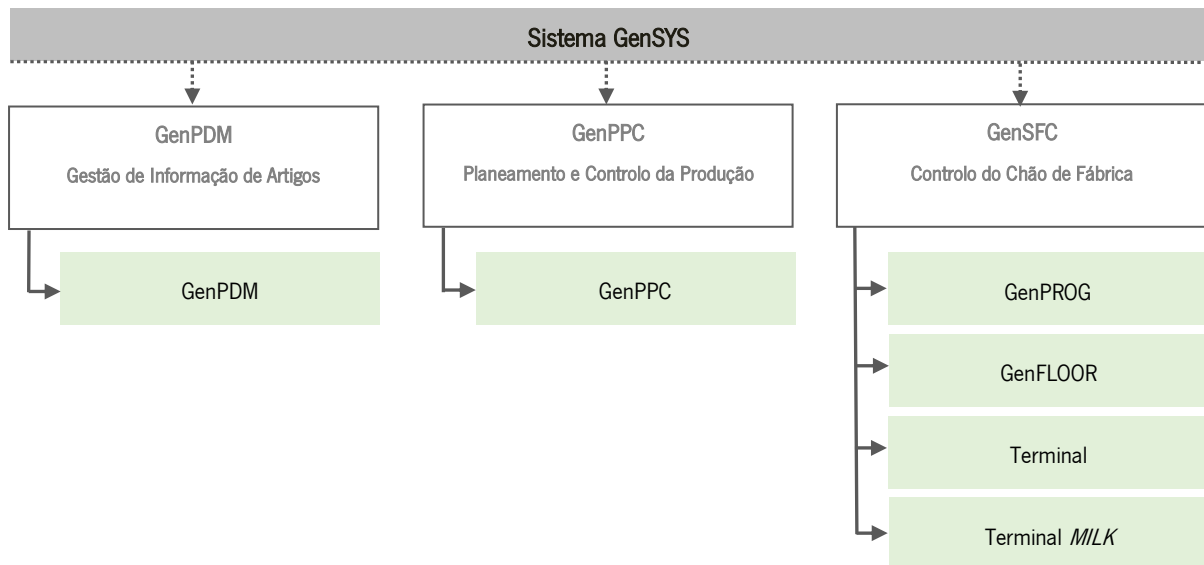 Sistema GenSYS
GenPDM
Gestão de Informação de Artigos
GenPDM
GenPPC
Planeamento e Controlo da Produção
GenPPC
GenSFC
Controlo do Chão de Fábrica
GenPROG
GenFLOOR
Terminal
Terminal MILK